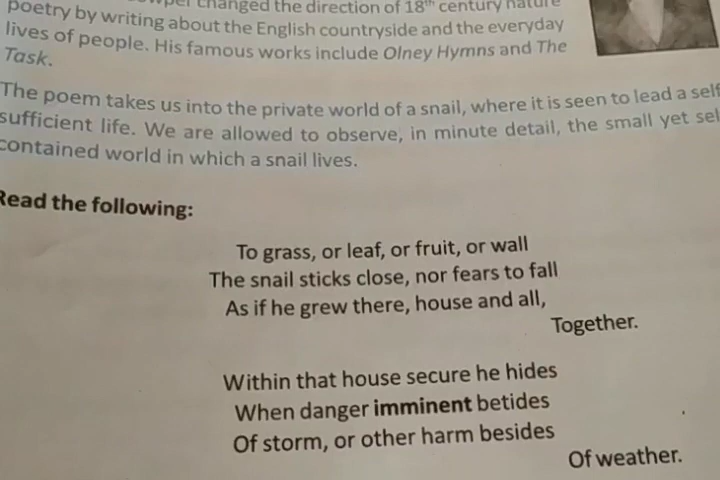 changed the direction of 18th century nature
poetry by writing about the English countryside and the everyday
lives of people. His famous works include Olney Hymns and The
Task.
The poem takes us into the private world of a snail, where it is seen to lead a self
sufficient life. We are allowed to observe, in minute detail, the small yet sel
contained world in which a snail lives.
Read the following:
To grass, or leaf, or fruit, or wall
The snail sticks close, nor fears to fall
As if he grew there, house and all,
Together.
Within that house secure he hides
When danger imminent betides
Of storm, or other harm besides
Of weather.